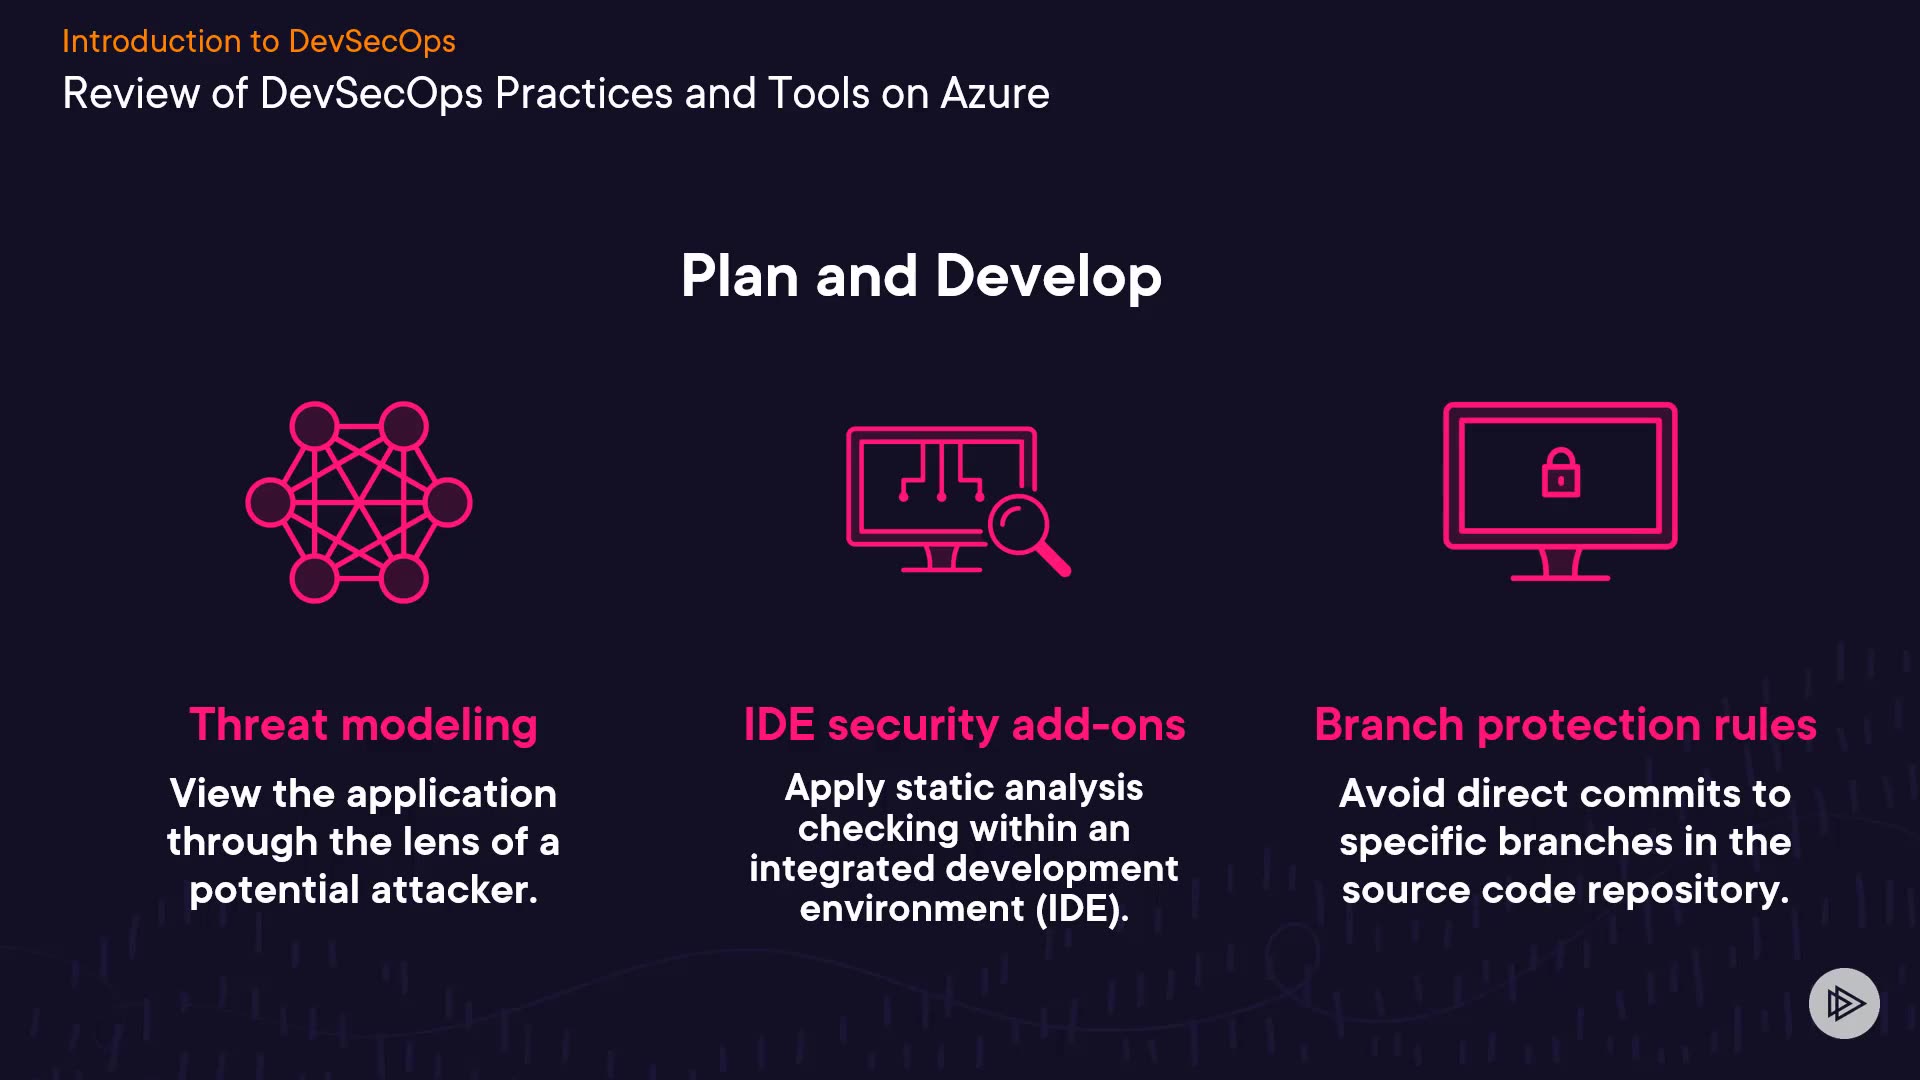 Introduction to DevSecOps
Review of DevSecOps Practices and Tools on Azure
Plan and Develop
Threat modeling
View the application
through the lens of a
potential attacker.
IDE security add-ons
Apply static analysis
checking within an
integrated development
environment (IDE).
Branch protection rules
Avoid direct commits to
specific branches in the
source code repository.